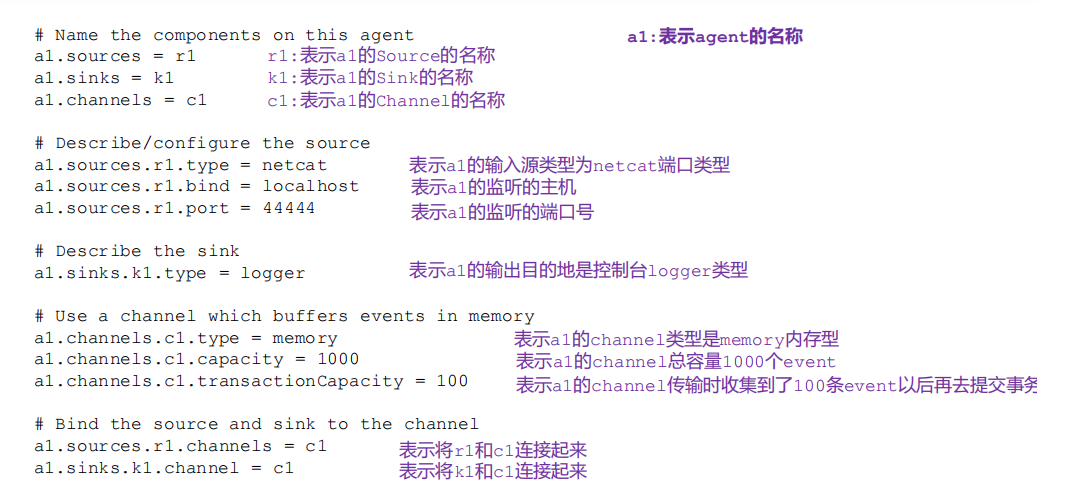 # Name the components on this agent a1:表示agent的名称
a1.sources = r1 r1:表示a1的Source的名称
a1.sinks = k1 k1:表示a1的Sink的名称
a1.channels = c1 c1:表示a1的Channel的名称
# Describe/configure the source
a1.sources.r1.type = netcat 表示a1的输入源类型为netcat端口类型
a1.sources.r1.bind = localhost 表示a1的监听的主机
a1.sources.r1.port = 44444 表示a1的监听的端口号
# Describe the sink
a1.sinks.k1.type = logger 表示a1的输出目的地是控制台logger类型
# Use a channel which buffers events in memory
a1.channels.c1.type = memory 表示a1的channel类型是memory内存型
a1.channels.c1.capacity = 1000 表示a1的channel总容量1000个event
a1.channels.c1.transactionCapacity = 100 表示a1的channel传输时收集到了100条event以后再去提交事务
# Bind the source and sink to the channel
a1.sources.r1.channels = c1 表示将r1和c1连接起来
a1.sinks.k1.channel = c1 表示将k1和c1连接起来